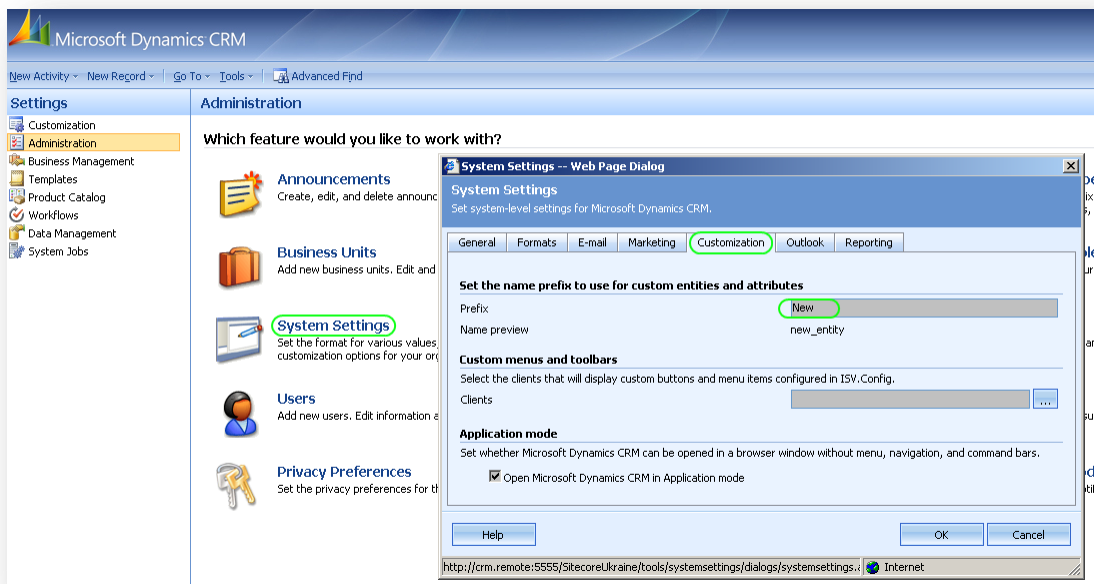 Microsoft Dynamics CRM
New Activity New Record Go To Tools Advanced Find
Settings
Customization
Administration
Business Management
Templates
Product Catalog
Workflows
Data Management
System Jobs
Administration
Which feature would you like to work with?
Announcements
Create, edit, and delete announc
Business Units
Add new business units. Edit and
System Settings
Set the format for various values,
customization options for your org
Users
Add new users. Edit information a
Privacy Preferences
Set the privacy preferences for th
System Settings -- Web Page Dialog
System Settings
Set system-level settings for Microsoft Dynamics CRM.
General Formats E-mail Marketing Customization Outlook Reporting
Set the name prefix to use for custom entities and attributes
Prefix New
Name preview new_entity
Custom menus and toolbars
Select the clients that will display custom buttons and menu items configured in ISV.Config.
Clients ...
Application mode
Set whether Microsoft Dynamics CRM can be opened in a browser window without menu, navigation, and command bars.
Open Microsoft Dynamics CRM in Application mode
Help OK Cancel
http://crm.remote:5555/SitecoreUkraine/tools/systemsettings/dialogs/systemsettings.a Internet